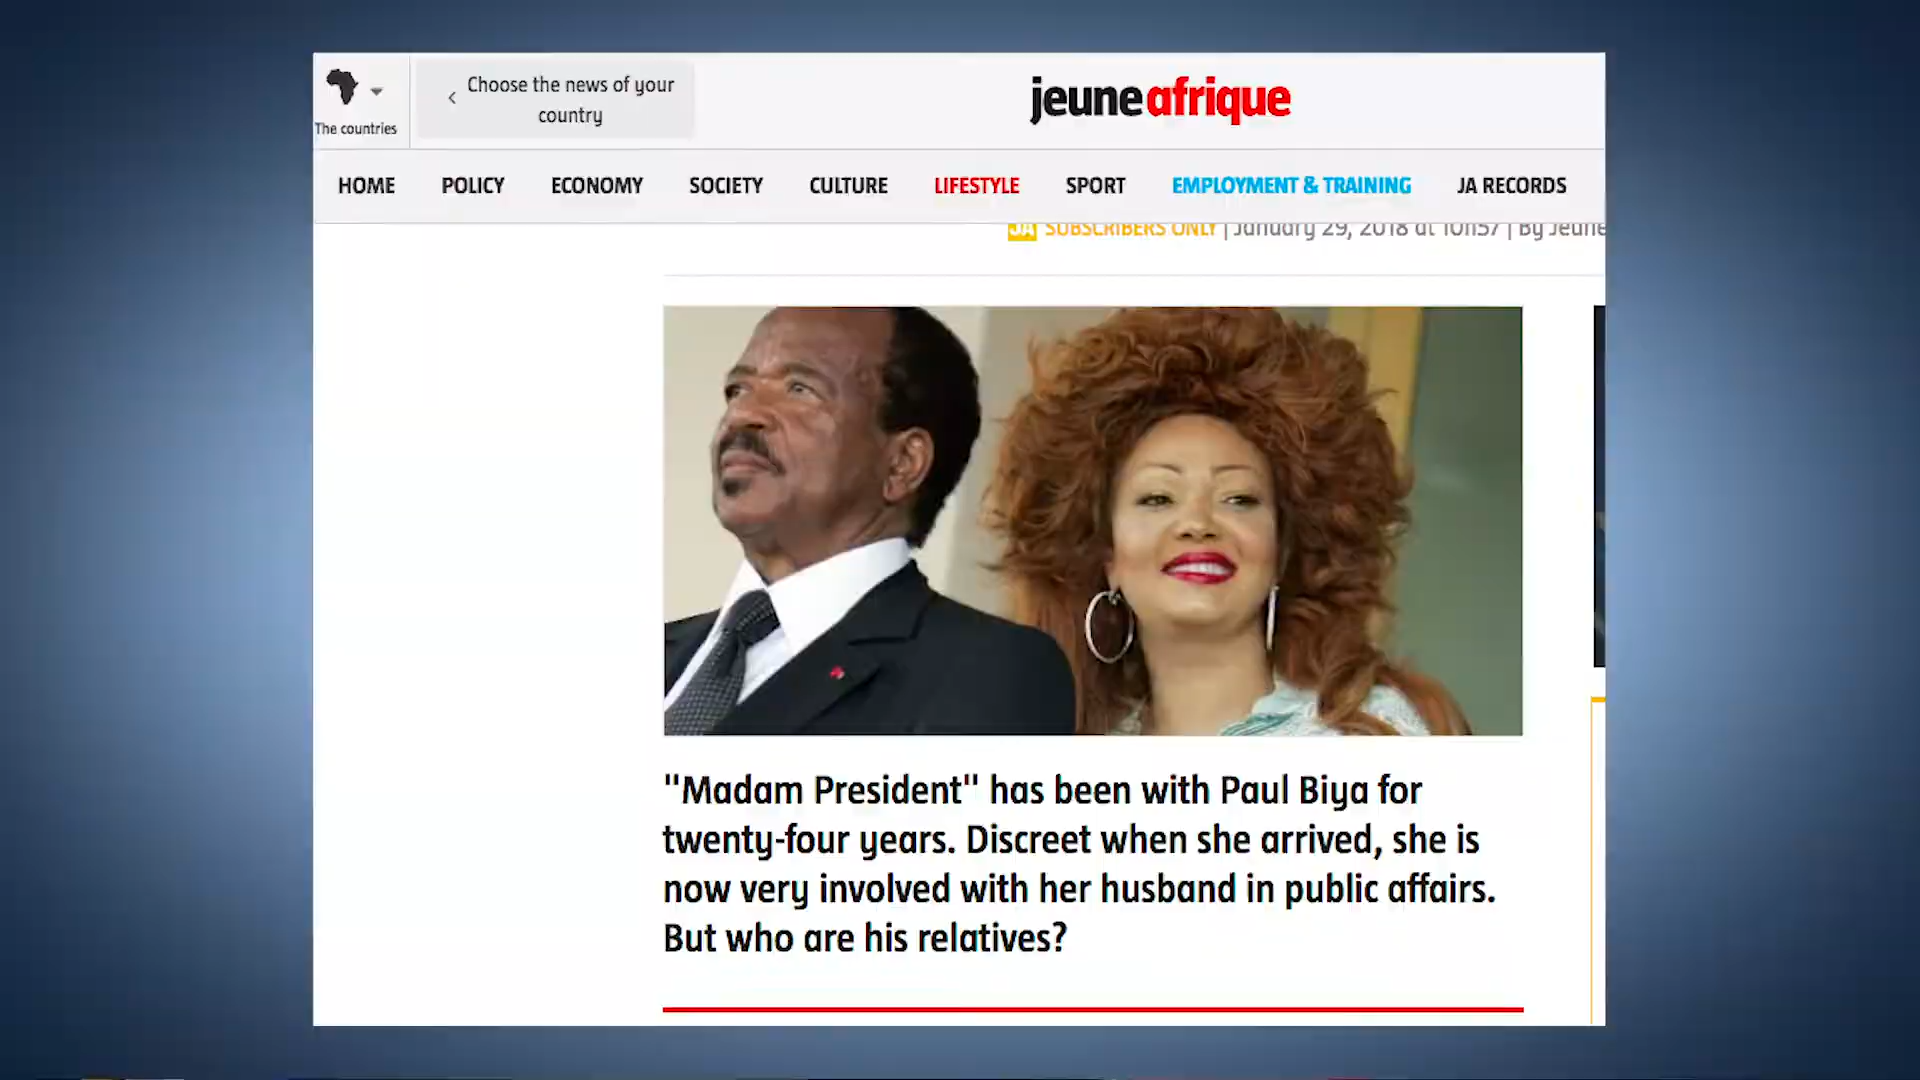 The countries
Choose the news of your
country
jeune afrique
HOME POLICY ECONOMY SOCIETY CULTURE LIFESTYLE SPORT EMPLOYMENT & TRAINING JA RECORDS
JA SUBSCRIBERS ONLY | January 29, 2018 at 10h57 | By Jeune
"Madam President" has been with Paul Biya for
twenty-four years. Discreet when she arrived, she is
now very involved with her husband in public affairs.
But who are his relatives?